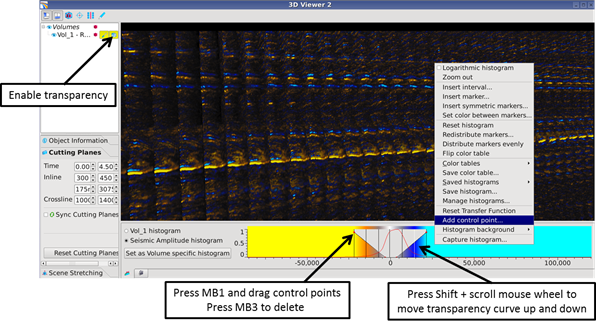 3D Viewer 2
Volumes
Vol_1 - R...
Enable transparency
Object Information
Cutting Planes
Time 0.00 4.50
Inline 300 450
175 307
Crossline 100 140
Sync Cutting Planes
Reset Cutting Planes
Scene Stretching
Logarithmic histogram
Zoom out
Insert interval...
Insert marker...
Insert symmetric markers...
Set color between markers...
Reset histogram
Redistribute markers...
Distribute markers evenly
Flip color table
Color tables
Save color table...
Saved histograms
Save histogram...
Manage histograms...
Reset Transfer Function
Add control point...
Histogram background
Capture histogram...
Vol_1 histogram
Seismic Amplitude histogram
Set as Volume specific histogram
1
0.5
0
-50,000
50,000
100,000
Press MB1 and drag control points
Press MB3 to delete
Press Shift + scroll mouse wheel to
move transparency curve up and down